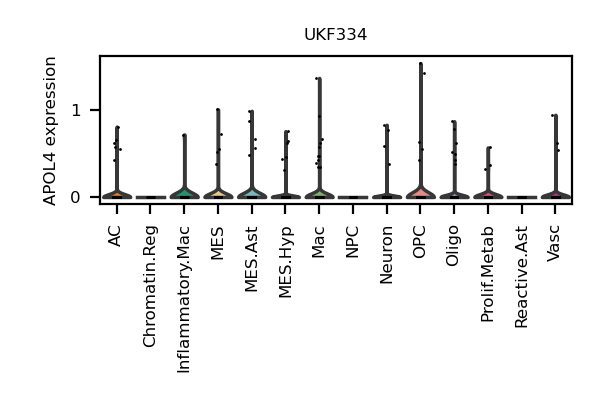 UKF334
APOL4 expression
1
0
AC
Chromatin.Reg
Inflammatory.Mac
MES
MES.Ast
MES.Hyp
Mac
NPC
Neuron
OPC
Oligo
Prolif.Metab
Reactive.Ast
Vasc